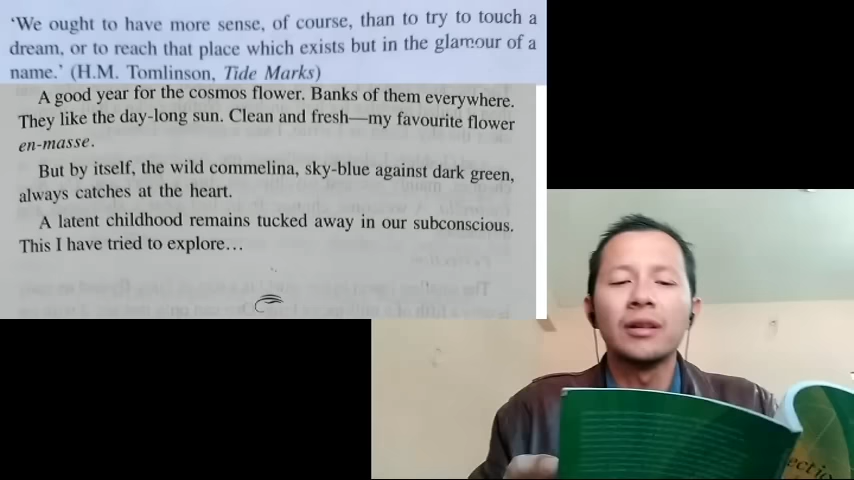 'We ought to have more sense, of course, than to try to touch a
dream, or to reach that place which exists but in the glamour of a
name.' (H.M. Tomlinson, Tide Marks)
A good year for the cosmos flower. Banks of them everywhere.
They like the day-long sun. Clean and fresh—my favourite flower
en-masse.
But by itself, the wild commelina, sky-blue against dark green,
always catches at the heart.
A latent childhood remains tucked away in our subconscious.
This I have tried to explore...